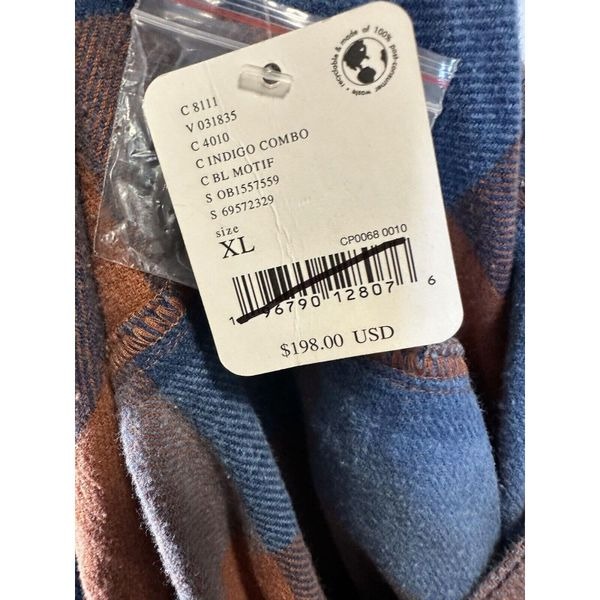 recyclable & made of 100% post-consumer waste •
C 8111
V 031835
C 4010
C INDIGO COMBO
C BL MOTIF
S OB1557559
S 69572329
size
XL
CP0068 0010
1 96790 12807 6
$198.00 USD